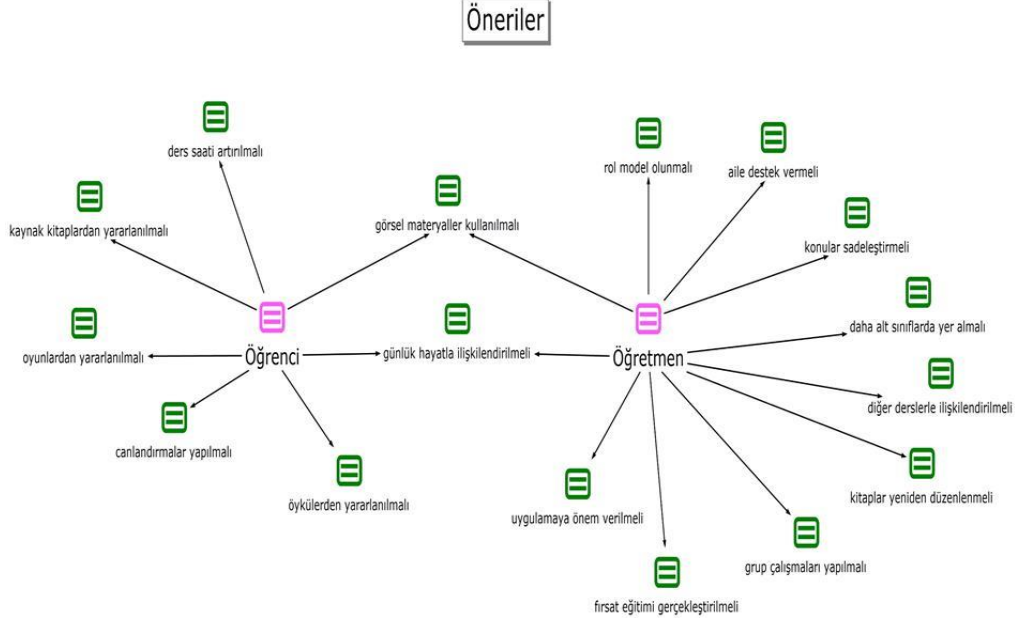 Öneriler
ders saati artırılmalı
rol model olunmalı
aile destek vermeli
kaynak kitaplardan yararlanılmalı
görsel materyaller kullanılmalı
konular sadeleştirmeli
daha alt sınıflarda yer almalı
oyunlardan yararlanılmalı
Öğrenci
günlük hayatla ilişkilendirilmeli
Öğretmen
diğer derslerle ilişkilendirilmeli
canlandırmalar yapılmalı
öykülerden yararlanılmalı
kitaplar yeniden düzenlenmeli
uygulamaya önem verilmeli
grup çalışmaları yapılmalı
fırsat eğitimi gerçekleştirilmeli